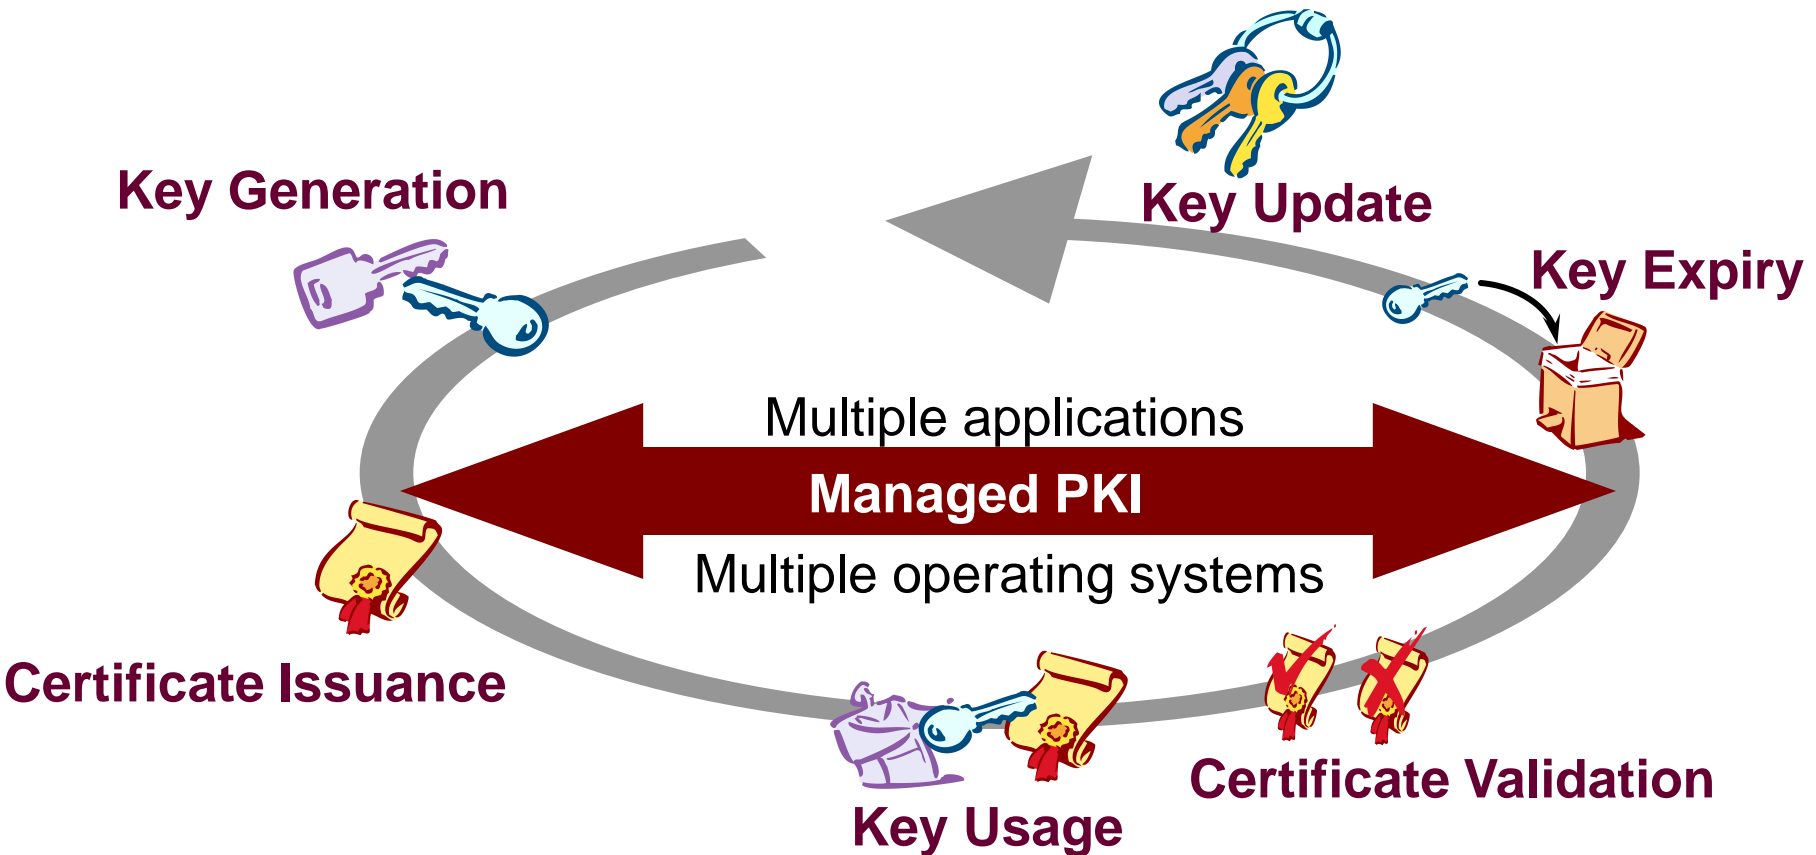 Key Generation
Key Update
Key Expiry
Multiple applications
Managed PKI
Multiple operating systems
Certificate Issuance
Certificate Validation
Key Usage